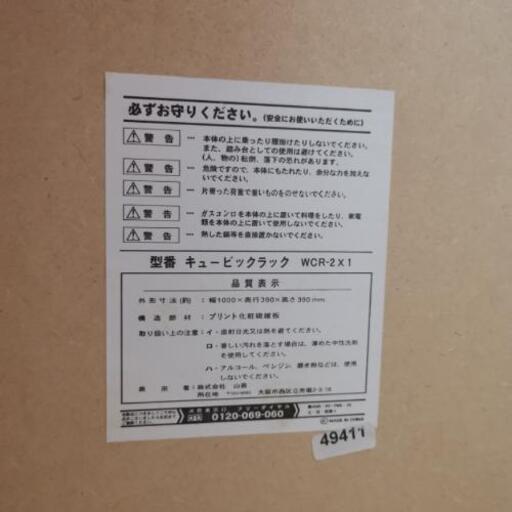 必ずお守りください。(安全にお使いいただくために)
警告 … 本体の上に乗ったり腰掛けたりしないでください。
また、踏み台としての使用は避けてください。
(人、物の)転倒、落下の恐れがあります。
警告 … 危険ですので、本体にもたれたり、余分な力を加えないでください。
警告 … 片寄った荷重で重いものをのせないでください。
警告 … ガスコンロを本体の上に置いて料理をしたり、家電
類を本体の上に置いて使用しないでください。
警告 … 熱した鍋等を直接置かないでください。
型番 キュービックラック WCR-2X1
品質表示
外形寸法(約):幅1000×奥行390×高さ390mm
構造部材:プリント化粧繊維板
取り扱い上の注意:イ・直射日光又は熱を避てください。
ロ・著しい汚れを落とす場合は、薄めた中性洗剤
を使用してください。
ハ・アルコール、ベンジン、磨き粉などは、使用
しないでください。
表示者:株式会社 山善
所在地 大阪市西区立売堀2-3-16
フリーダイヤル
0120-069-060
49411